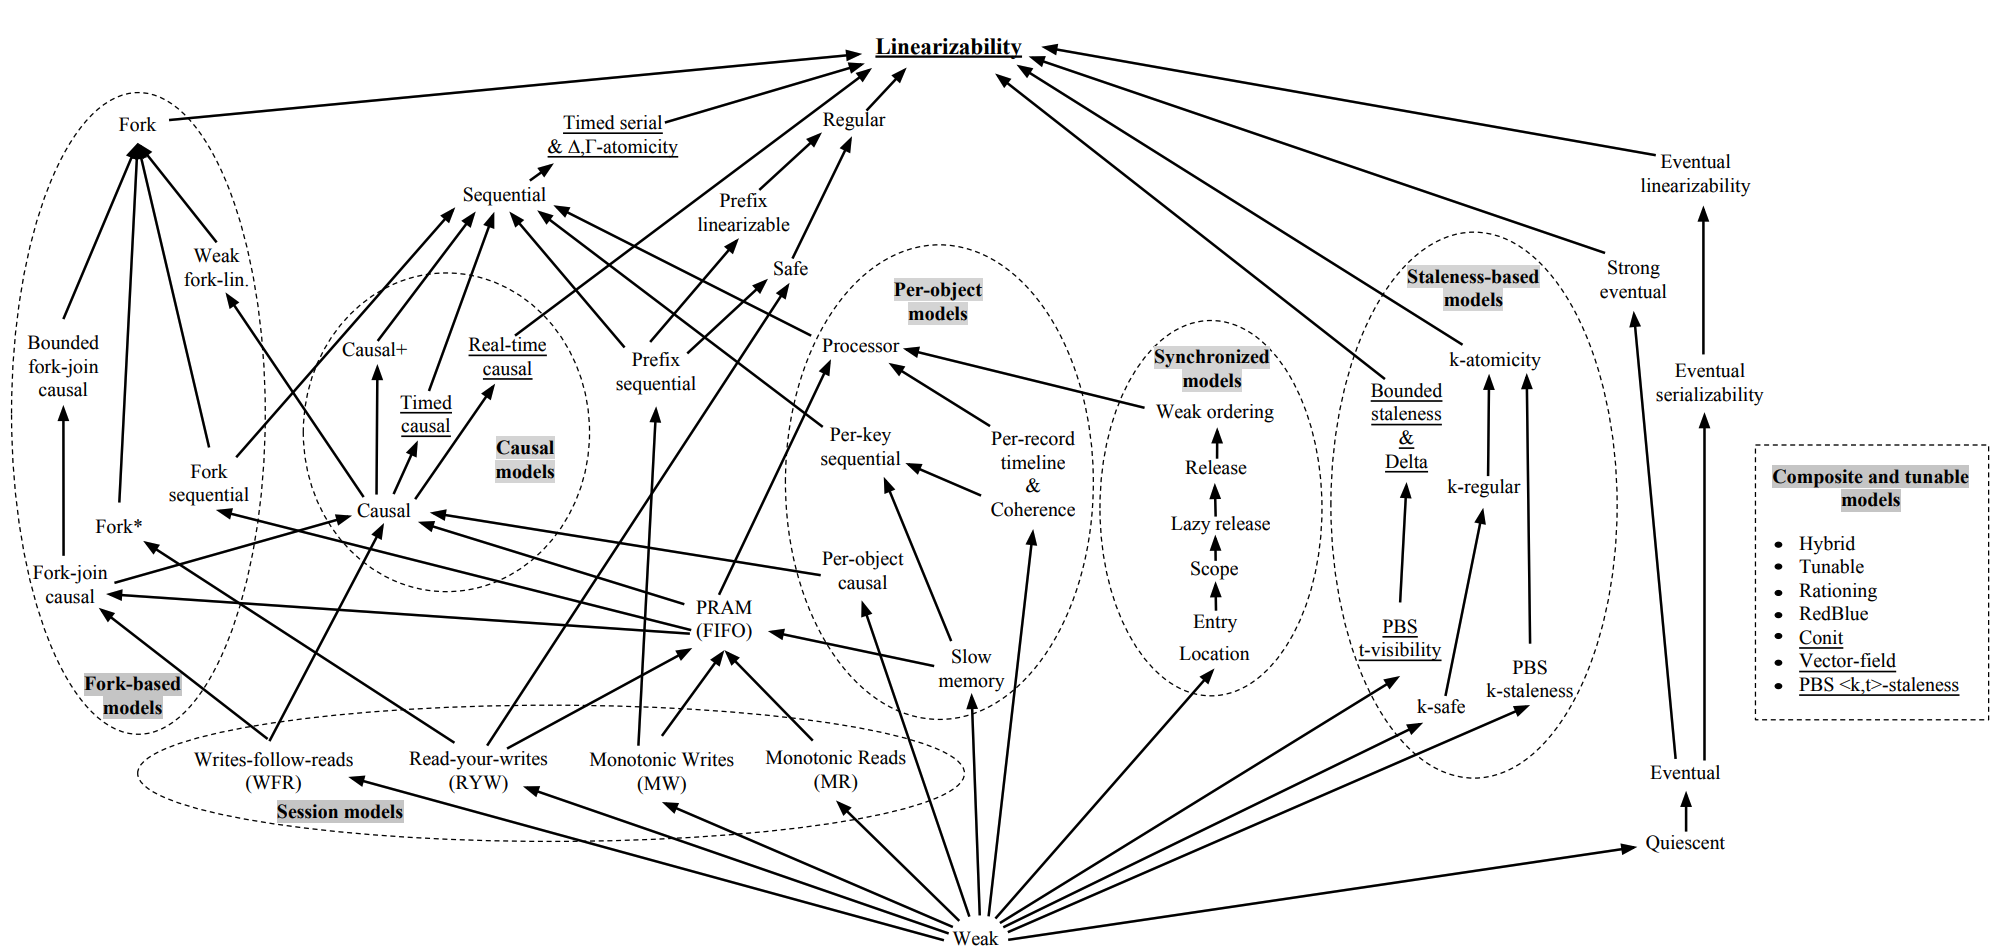 Linearizability
Fork
Timed serial
& Δ,Γ-atomicity
Regular
Eventual
linearizability
Sequential
Prefix
linearizable
Weak
fork-lin.
Safe
Strong
eventual
Per-object
models
Staleness-based
models
Bounded
fork-join
causal
Causal+
Real-time
causal
Prefix
sequential
Processor
Synchronized
models
k-atomicity
Eventual
serializability
Timed
causal
Bounded
staleness
&
Delta
Weak ordering
Causal
models
Per-key
sequential
Per-record
timeline
&
Coherence
Release
k-regular
Fork
sequential
Composite and tunable
models
Causal
Fork*
Lazy release
Hybrid
Tunable
Rationing
RedBlue
Conit
Vector-field
PBS <k,t>-staleness
Fork-join
causal
Per-object
causal
Scope
PRAM
(FIFO)
Entry
Location
PBS
t-visibility
Slow
memory
PBS
k-staleness
k-safe
Fork-based
models
Writes-follow-reads
(WFR)
Read-your-writes
(RYW)
Monotonic Writes
(MW)
Monotonic Reads
(MR)
Eventual
Session models
Quiescent
Weak